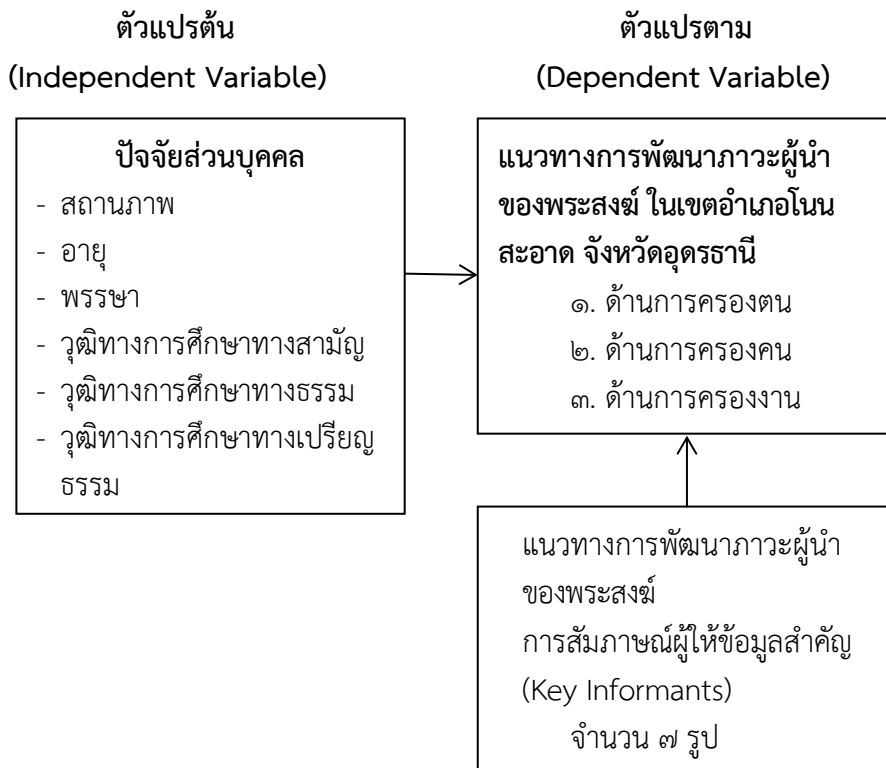 ตัวแปรต้น
(Independent Variable)
ปัจจัยส่วนบุคคล
- สถานภาพ
- อายุ
- พรรษา
- วุฒิทางการศึกษาทางสามัญ
- วุฒิทางการศึกษาทางธรรม
- วุฒิทางการศึกษาทางเปรียญ
ธรรม
ตัวแปรตาม
(Dependent Variable)
แนวทางการพัฒนาภาวะผู้นำ
ของพระสงฆ์ ในเขตอำเภอโนน
สะอาด จังหวัดอุดรธานี
๑. ด้านการครองตน
๒. ด้านการครองคน
๓. ด้านการครองงาน
แนวทางการพัฒนาภาวะผู้นำ
ของพระสงฆ์
การสัมภาษณ์ผู้ให้ข้อมูลสำคัญ
(Key Informants)
จำนวน ๗ รูป